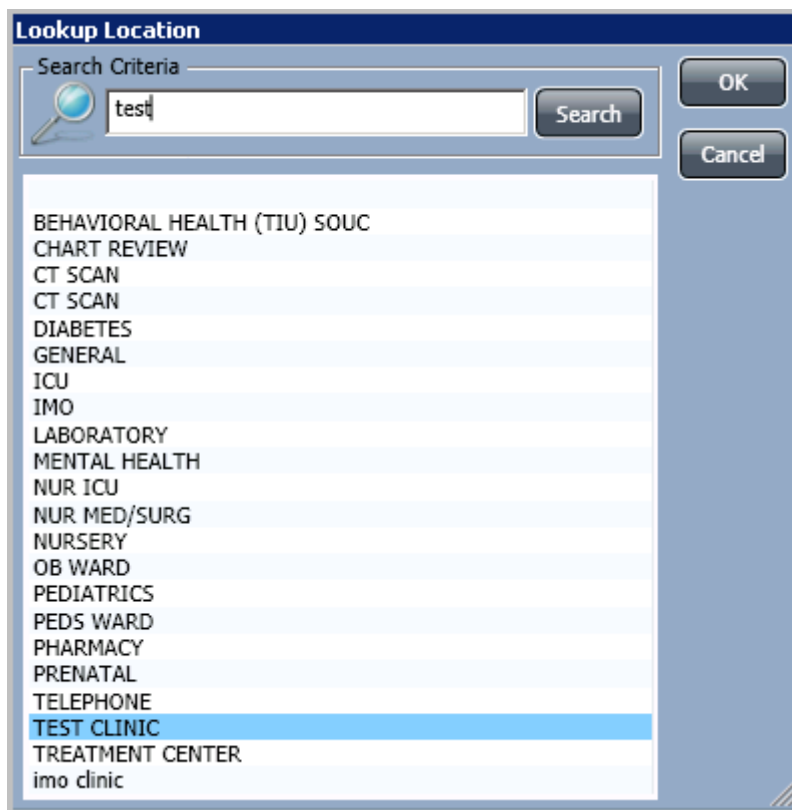 Lookup Location
Search Criteria
test
Search
OK
Cancel
BEHAVIORAL HEALTH (TIU) SOUC
CHART REVIEW
CT SCAN
CT SCAN
DIABETES
GENERAL
ICU
IMO
LABORATORY
MENTAL HEALTH
NUR ICU
NUR MED/SURG
NURSERY
OB WARD
PEDIATRICS
PEDS WARD
PHARMACY
PRENATAL
TELEPHONE
TEST CLINIC
TREATMENT CENTER
imo clinic